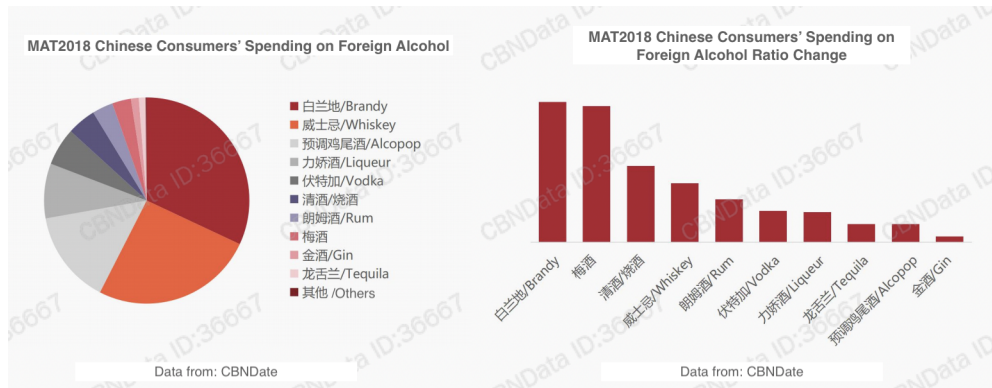 MAT2018 Chinese Consumers’ Spending on Foreign Alcohol
白兰地/Brandy
威士忌/Whiskey
预调鸡尾酒/Alcopop
力娇酒/Liqueur
伏特加/Vodka
清酒/烧酒
朗姆酒/Rum
梅酒
金酒/Gin
龙舌兰/Tequila
其他 /Others
Data from: CBNDate
MAT2018 Chinese Consumers’ Spending on
Foreign Alcohol Ratio Change
白兰地/Brandy
梅酒
清酒/烧酒
威士忌/Whiskey
朗姆酒/Rum
伏特加/Vodka
力娇酒/Liqueur
龙舌兰/Tequila
预调鸡尾酒/Alcopop
金酒/Gin
Data from: CBNDate
CBNData ID:36667